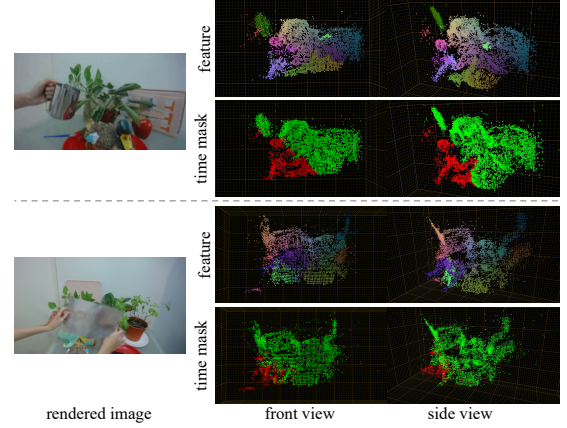 feature
time mask
feature
time mask
rendered image
front view
side view